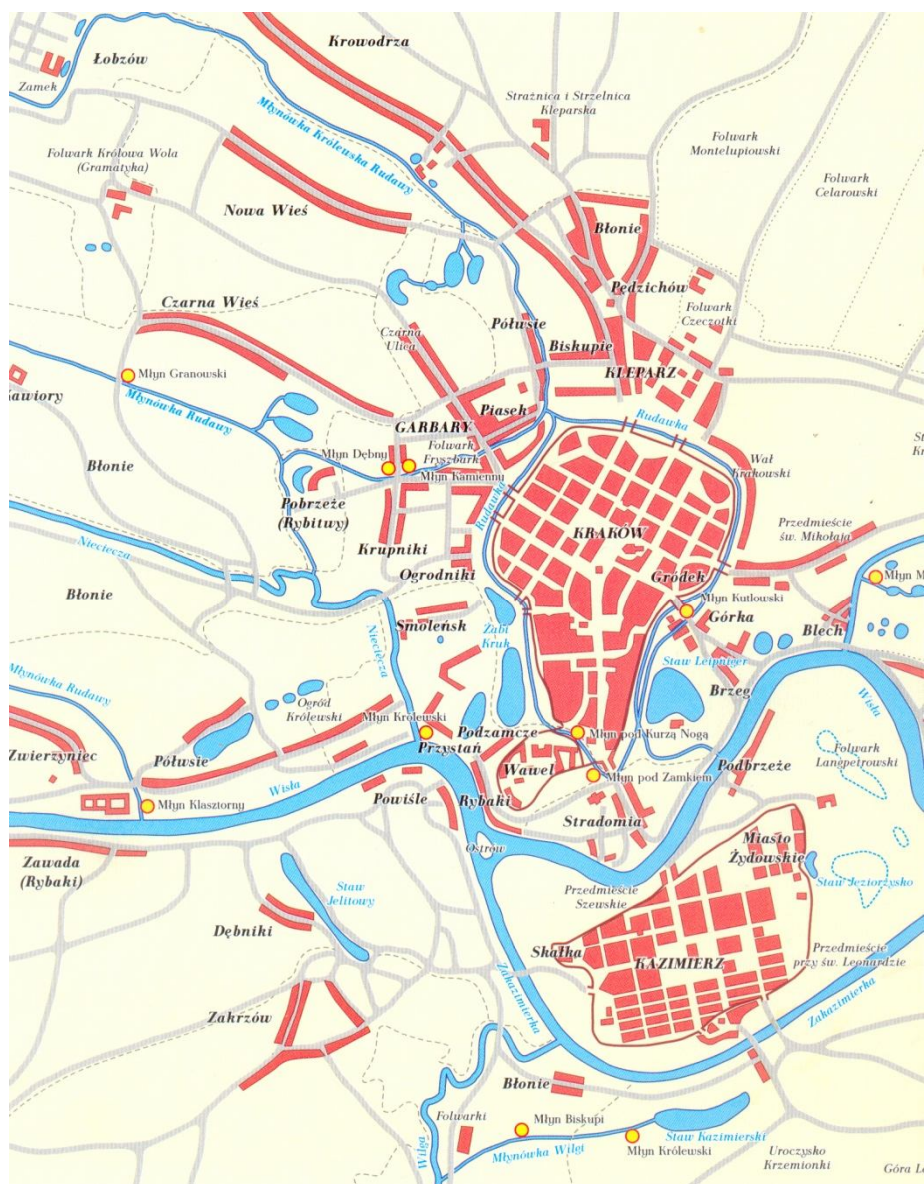 Krowodrza
Łobzów
Zamek
Strażnica i Strzelnica
Kleparska
Młynówka Królewska Rudawy
Folwark
Montelupiowski
Folwark Królowa Wola
(Gramatyka)
Folwark
Celarowski
Nowa Wieś
Błonie
Pędzichów
Czarna Wieś
Folwark
Czeczotki
Półwsie
Czarna
Ulica
Biskupie
KLEPARZ
Młyn Granowski
Młynówka Rudawy
Piasek
Rudawka
GARBARY
Folwark
Fryszbark
Młyn Dębny
Młyn Kamienny
Wał
Krakowski
Błonie
Pobrzeże
(Rybitwy)
Rudawka
KRAKÓW
Przedmieście
św. Mikołaja
Nieciecza
Krupniki
Ogrodniki
Gródek
Młyn Kutlowski
Błonie
Smoleńsk
Żabi
Kruk
Górka
Blech
Nieciecza
Staw Leipniger
Młynówka Rudawy
Brzeg
Wisła
Ogród
Królewski
Młyn Królewski
Przystań
Podzamcze
Młyn pod Kurzą Nogą
Zwierzyniec
Półwsie
Wawel
Młyn pod Zamkiem
Podbrzeże
Folwark
Langpetrowski
Wisła
Młyn Klasztorny
Powiśle
Rybaki
Stradomia
Ostrów
Miasto
Żydowskie
Zawada
(Rybaki)
Staw
Jelitowy
Przedmieście
Szewskie
Staw Jeziorzysko
Dębniki
Skałka
KAZIMIERZ
Przedmieście
przy św. Leonardzie
Zakazimierka
Zakazimierka
Zakrzów
Błonie
Folwarki
Młyn Biskupi
Staw Kazimierski
Wilga
Młynówka Wilgi
Młyn Królewski
Uroczysko
Krzemionki
Góra